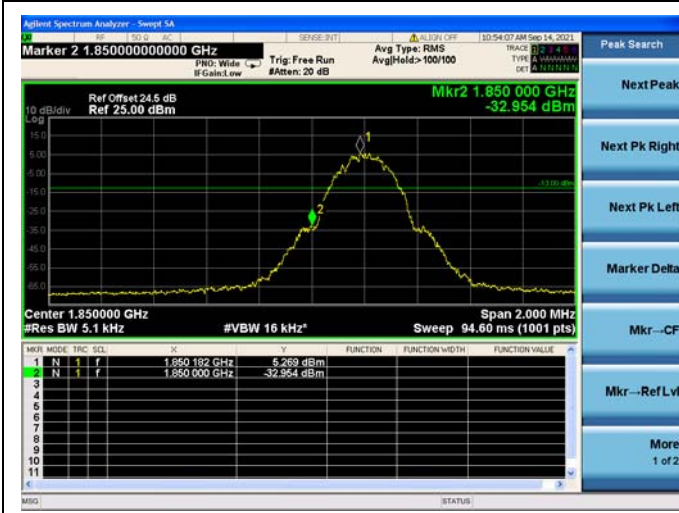 Agilent Spectrum Analyzer - Swept SA
RF 50 Ω AC SENSE:INT ALIGN OFF 10:54:07 AM Sep 14, 2021
Marker 2 1.850000000000 GHz
PNO: Wide
IFGain:Low
Trig: Free Run
#Atten: 20 dB
Avg Type: RMS
Avg|Hold:>100/100
TRACE 1 2 3 4 5 6
TYPE A WWWWW
DET A N N N N N
Ref Offset 24.5 dB
10 dB/div Ref 25.00 dBm
Log
Mkr2 1.850 000 GHz
-32.954 dBm
15.0
5.00
-5.00
-15.0
-25.0
-35.0
-45.0
-55.0
-65.0
1
-13.00 dBm
2
Center 1.850000 GHz Span 2.000 MHz
#Res BW 5.1 kHz #VBW 16 kHz* Sweep 94.60 ms (1001 pts)
MKR MODE TRC SCL X Y FUNCTION FUNCTION WIDTH FUNCTION VALUE
1 N 1 f 1.850 182 GHz 5.269 dBm
2 N 1 f 1.850 000 GHz -32.954 dBm
3
4
5
6
7
8
9
10
11
MSG STATUS
Peak Search
Next Peak
Next Pk Right
Next Pk Left
Marker Delta
Mkr→CF
Mkr→Ref Lvl
More
1 of 2